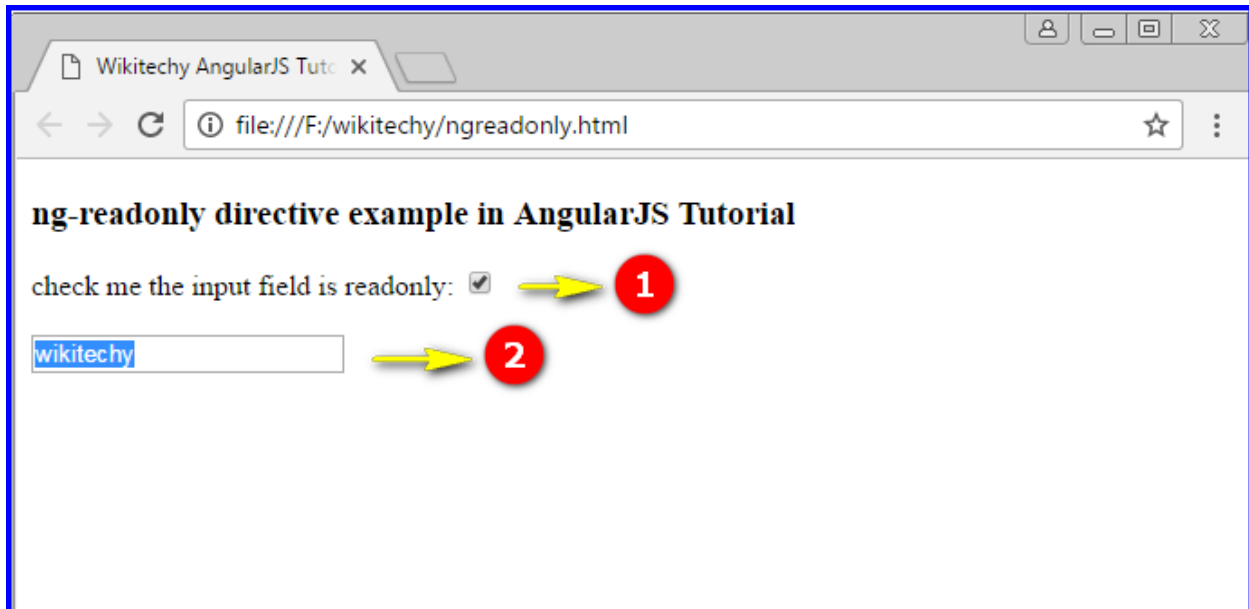 Wikitechy AngularJS Tuto
file:///F:/wikitechy/ngreadonly.html
ng-readonly directive example in AngularJS Tutorial
check me the input field is readonly:
1
wikitechy
2